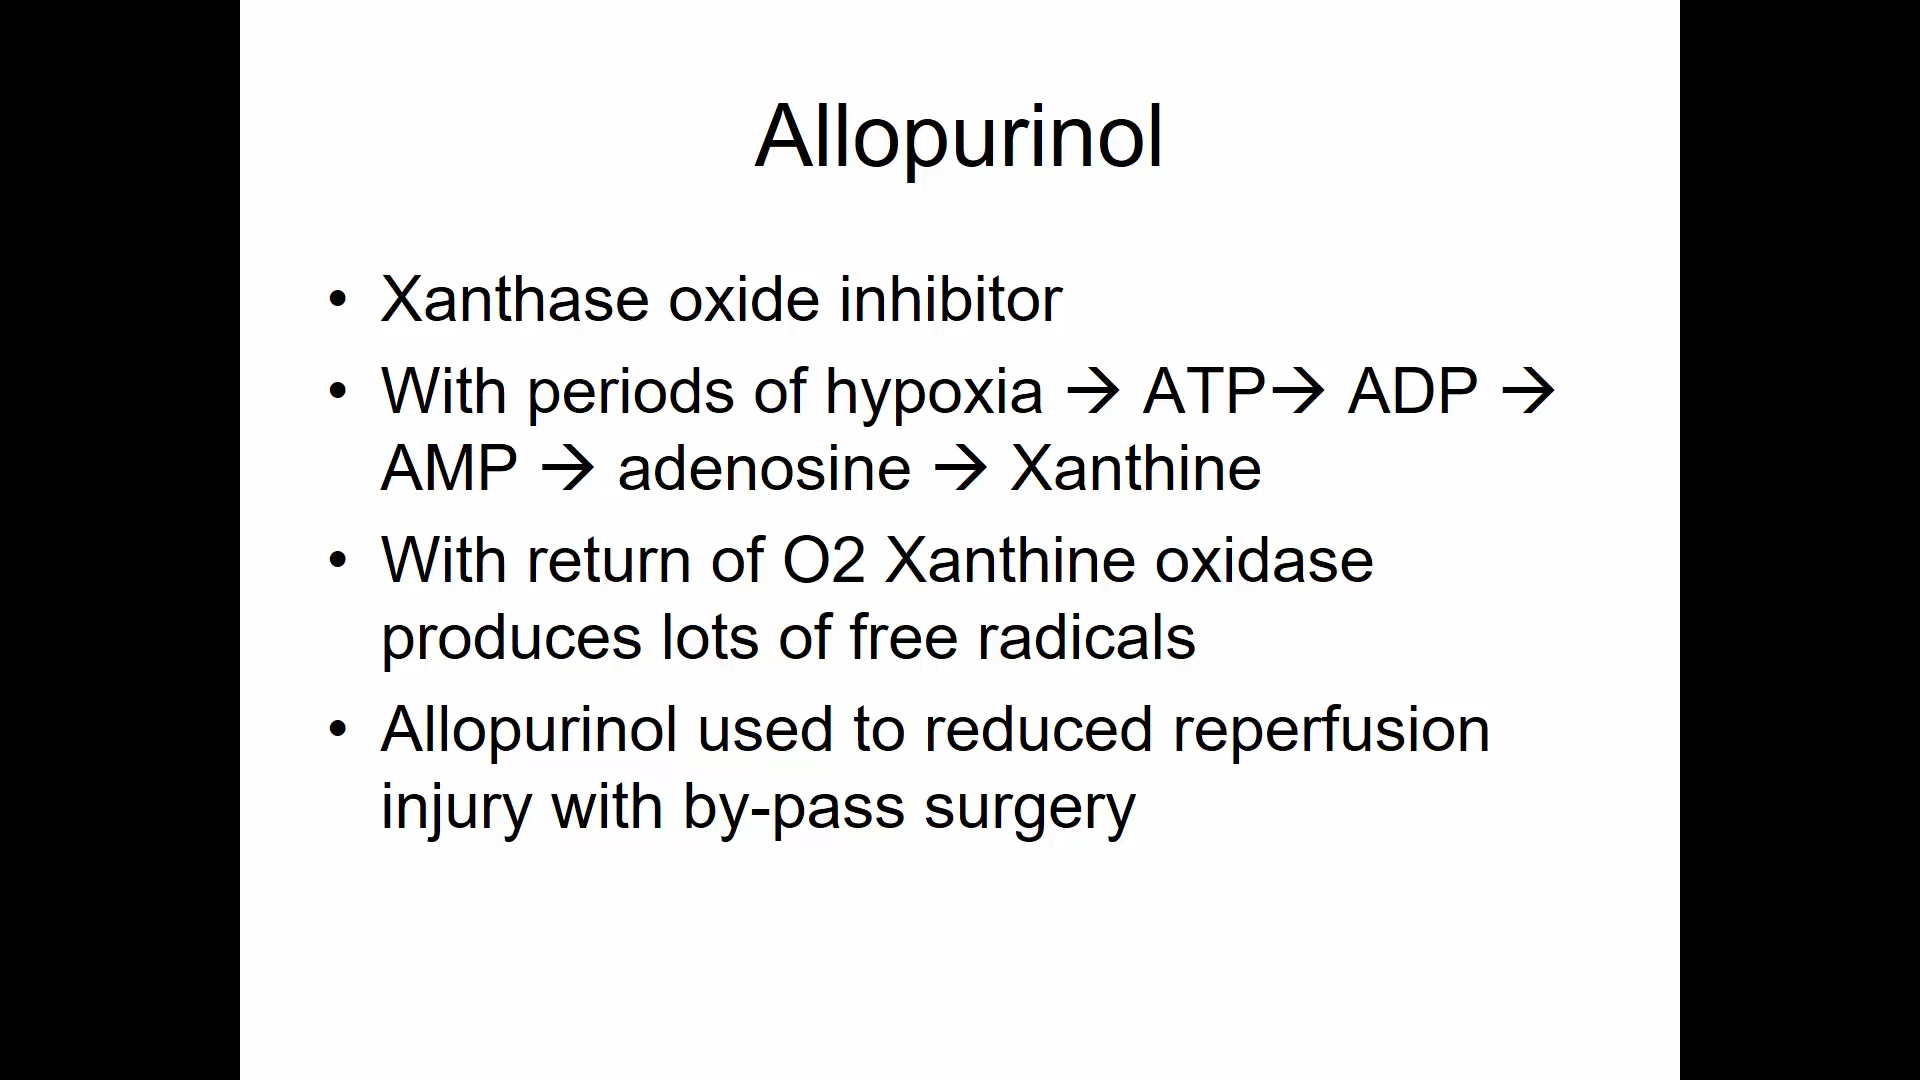 Allopurinol
• Xanthase oxide inhibitor
• With periods of hypoxia → ATP→ ADP →
AMP → adenosine → Xanthine
• With return of O2 Xanthine oxidase
produces lots of free radicals
• Allopurinol used to reduced reperfusion
injury with by-pass surgery